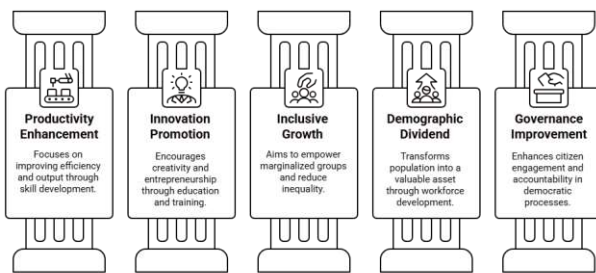 Productivity
Enhancement
Focuses on
improving efficiency
and output through
skill development.
Innovation
Promotion
Encourages
creativity and
entrepreneurship
through education
and training.
Inclusive
Growth
Aims to empower
marginalized groups
and reduce
inequality.
Demographic
Dividend
Transforms
population into a
valuable asset
through workforce
development.
Governance
Improvement
Enhances citizen
engagement and
accountability in
democratic
processes.